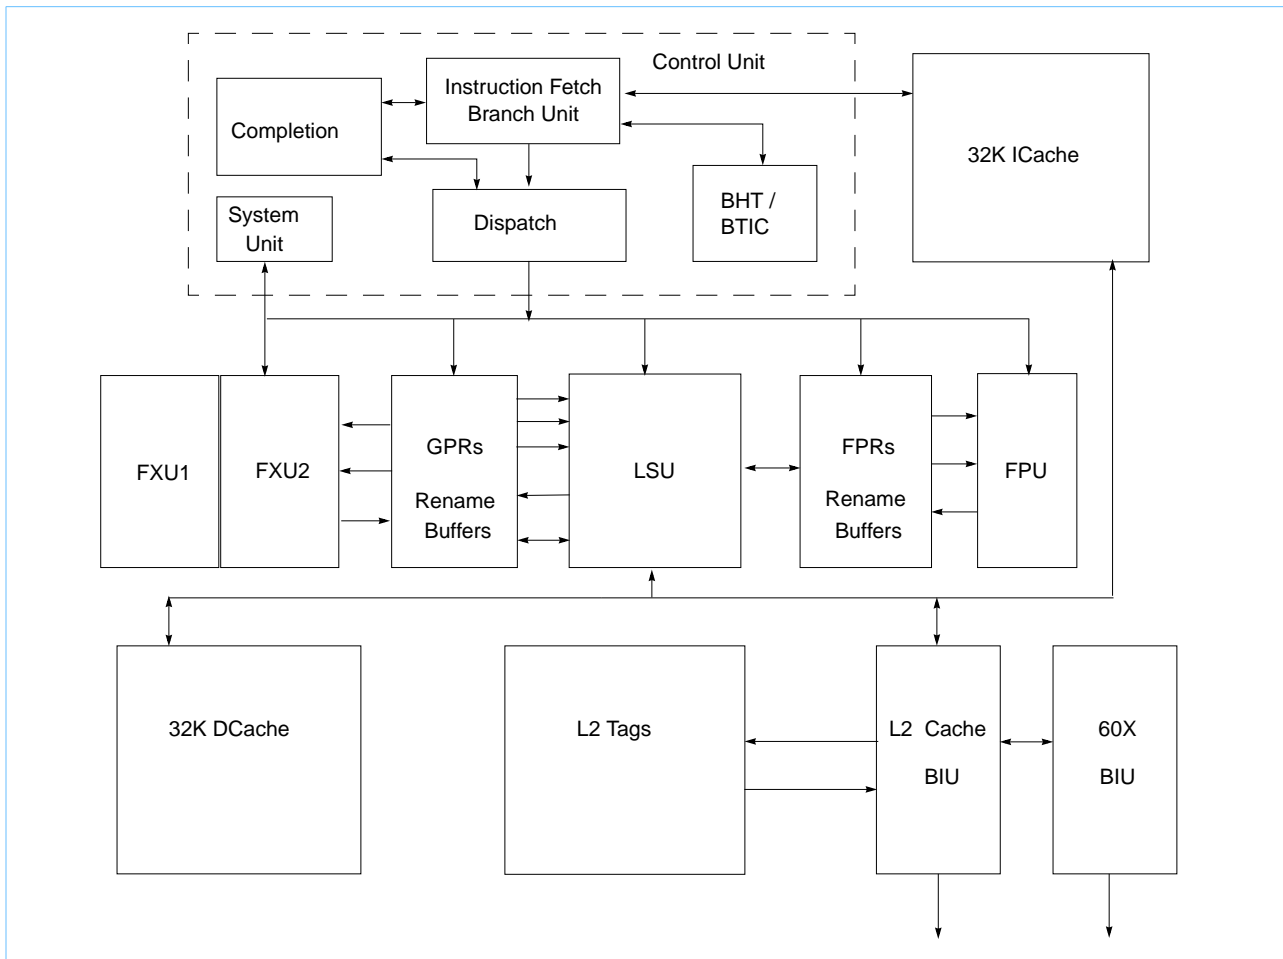 Control Unit
Instruction Fetch
Branch Unit
Completion
32K ICache
System
Unit
Dispatch
BHT /
BTIC
FXU1
FXU2
GPRs
Rename
Buffers
LSU
FPRs
Rename
Buffers
FPU
32K DCache
L2 Tags
L2 Cache
BIU
60X
BIU